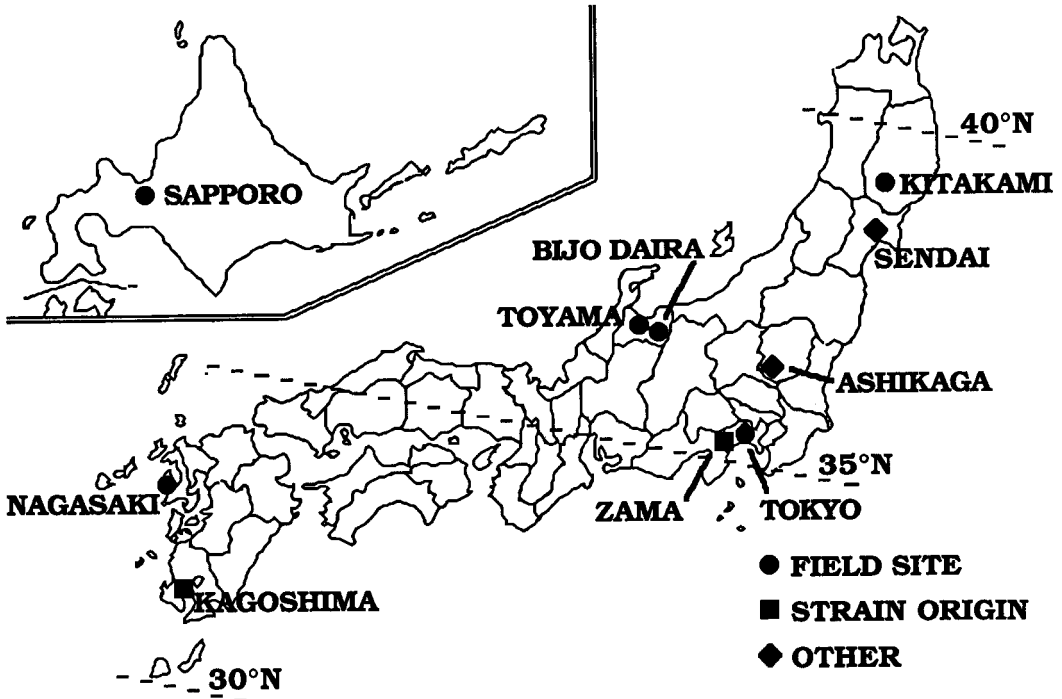 40°N
KITAKAMI
SAPPORO
BIJO DAIRA
SENDAI
TOYAMA
ASHIKAGA
35°N
NAGASAKI
ZAMA
TOKYO
FIELD SITE
KAGOSHIMA
STRAIN ORIGIN
OTHER
30°N